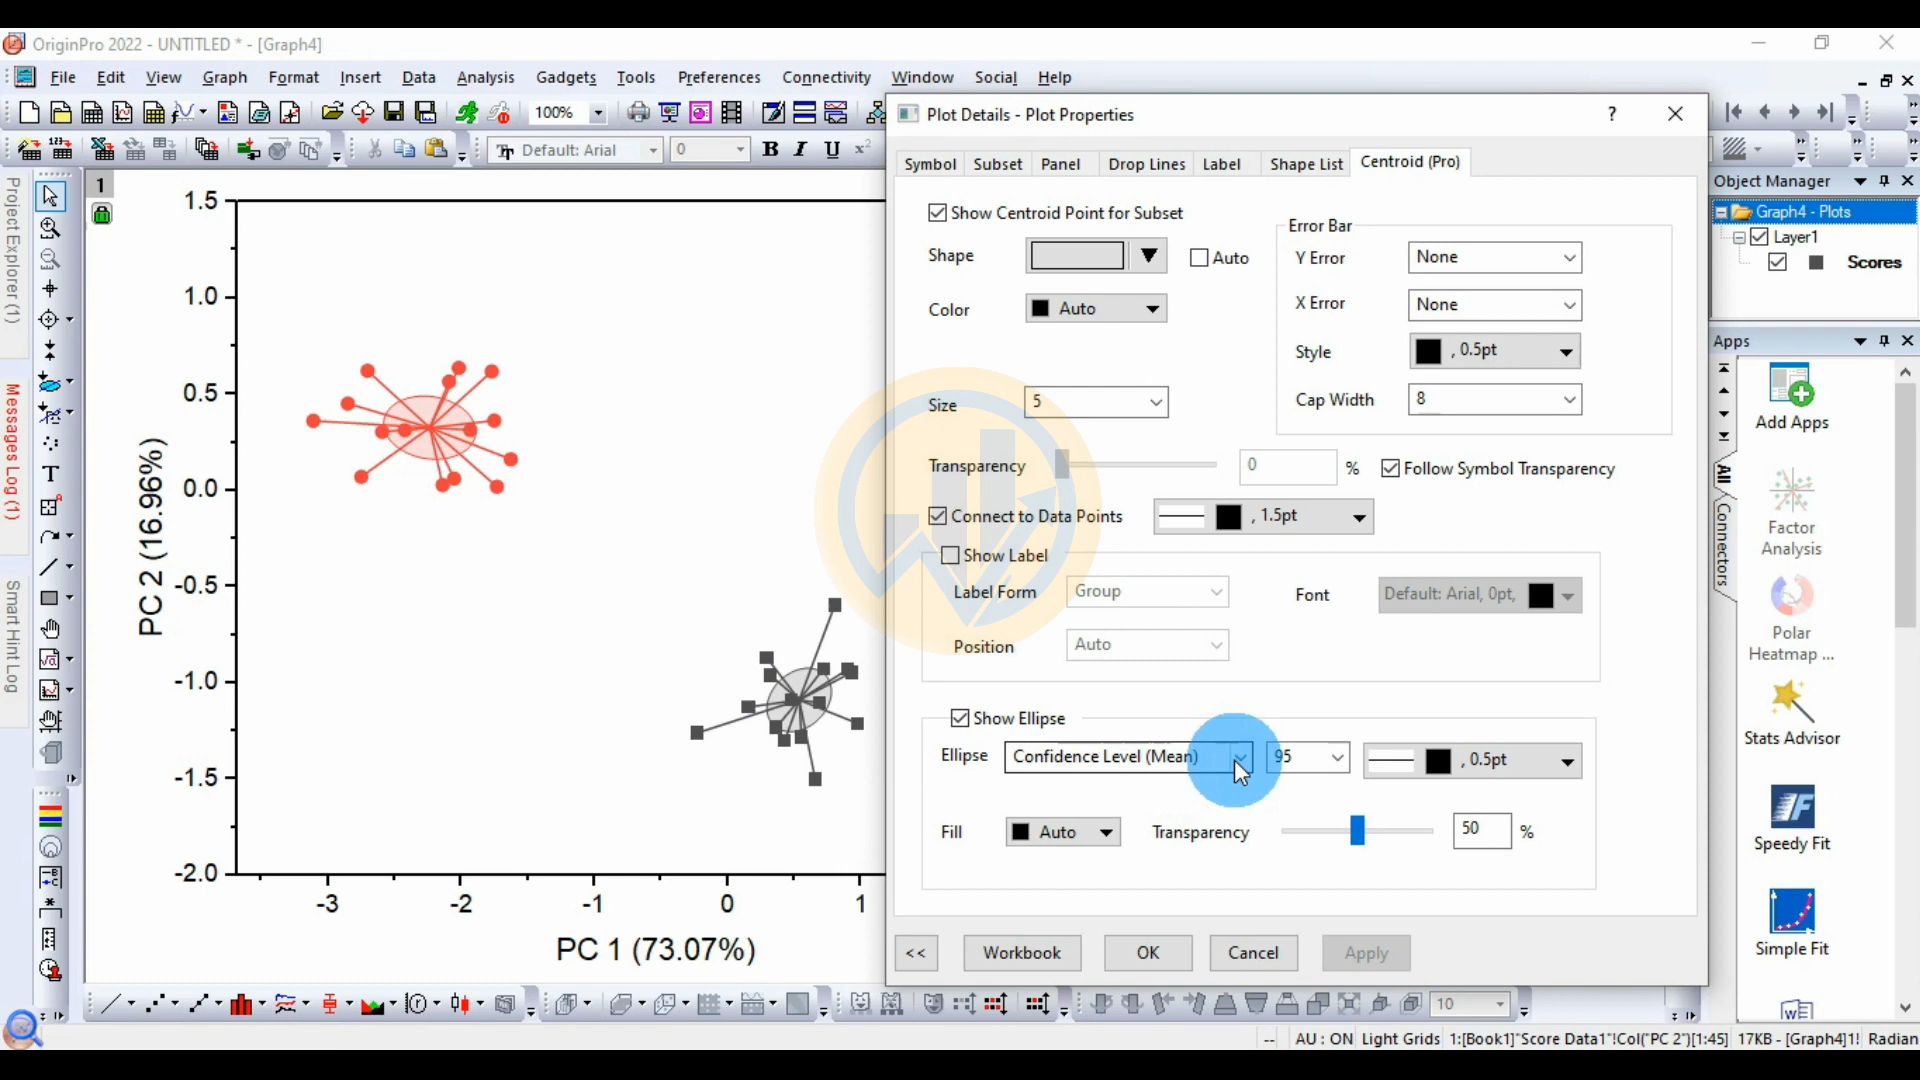 OriginPro 2022 - UNTITLED * - [Graph4]
File Edit View Graph Format Insert Data Analysis Gadgets Tools Preferences Connectivity Window Social Help
100%
Default: Arial 0 B I U x²
Project Explorer (1)
Messages Log (1)
Smart Hint Log
1
1.5
1.0
0.5
0.0
-0.5
-1.0
-1.5
-2.0
PC 2 (16.96%)
-3 -2 -1 0 1
PC 1 (73.07%)
Plot Details - Plot Properties
? ×
Symbol Subset Panel Drop Lines Label Shape List Centroid (Pro)
Show Centroid Point for Subset
Shape Auto
Color Auto
Size 5
Error Bar
Y Error None
X Error None
Style , 0.5pt
Cap Width 8
Transparency 0 % Follow Symbol Transparency
Connect to Data Points , 1.5pt
Show Label
Label Form Group Font Default: Arial, 0pt,
Position Auto
Show Ellipse
Ellipse Confidence Level (Mean) 95 , 0.5pt
Fill Auto Transparency 50 %
<< Workbook OK Cancel Apply
Object Manager
Graph4 - Plots
Layer1
Scores
Apps
All
Connectors
Add Apps
Factor
Analysis
Polar
Heatmap ...
Stats Advisor
Speedy Fit
Simple Fit
10
-- AU : ON Light Grids 1:[Book1]"Score Data1"!Col("PC 2")[1:45] 17KB - [Graph4]1! Radian